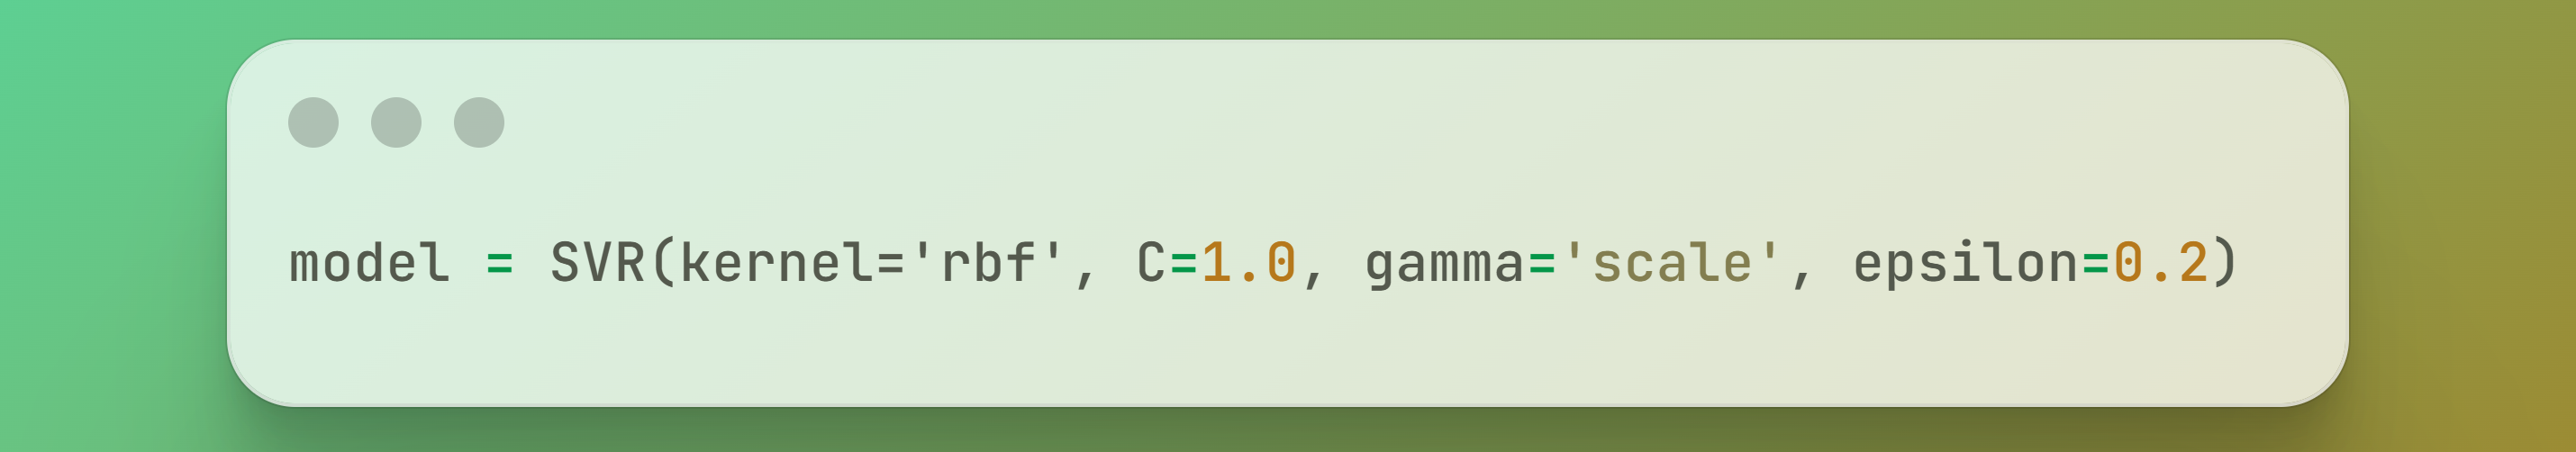 model = SVR(kernel='rbf', C=1.0, gamma='scale', epsilon=0.2)